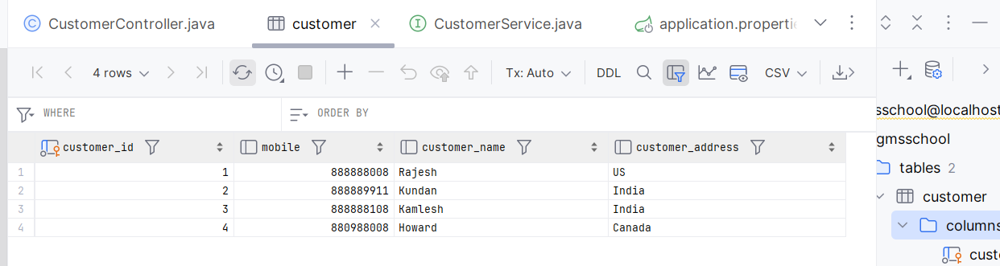 CustomerController.java customer CustomerService.java application.properti
4 rows Tx: Auto DDL CSV
WHERE ORDER BY
customer_id mobile customer_name customer_address
1 1 888888008 Rajesh US
2 2 888889911 Kundan India
3 3 888888108 Kamlesh India
4 4 880988008 Howard Canada
sschool@localhost
gmsschool
tables 2
customer
columns
custo